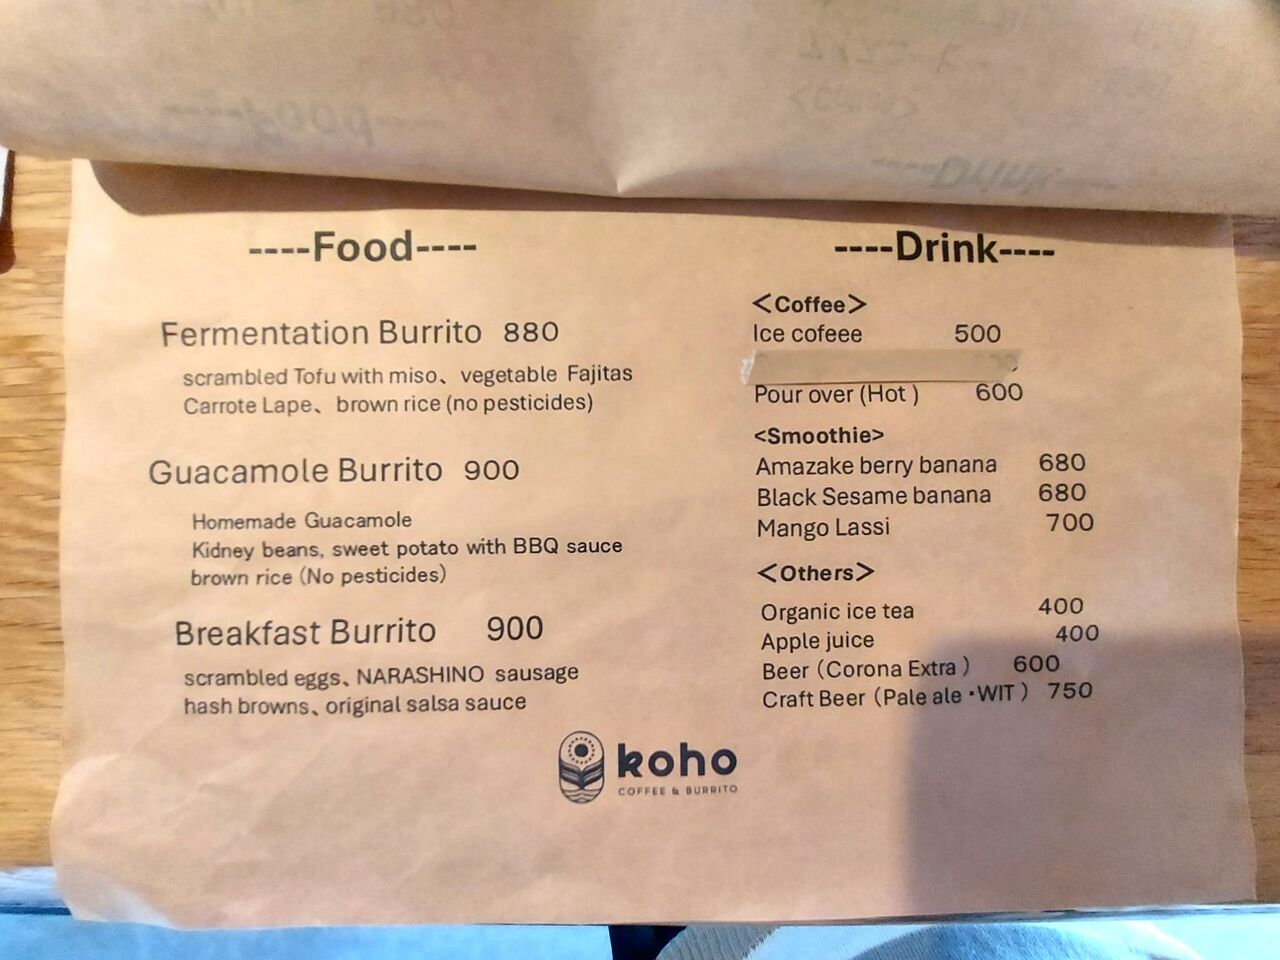 ----Food----
Fermentation Burrito 880
scrambled Tofu with miso、vegetable Fajitas
Carrote Lape、brown rice (no pesticides)
Guacamole Burrito 900
Homemade Guacamole
Kidney beans, sweet potato with BBQ sauce
brown rice (No pesticides)
Breakfast Burrito 900
scrambled eggs、NARASHINO sausage
hash browns、original salsa sauce
----Drink----
<Coffee>
Ice cofeee 500
Pour over (Hot ) 600
<Smoothie>
Amazake berry banana 680
Black Sesame banana 680
Mango Lassi 700
<Others>
Organic ice tea 400
Apple juice 400
Beer (Corona Extra ) 600
Craft Beer (Pale ale・WIT ) 750
koho
COFFEE & BURRITO